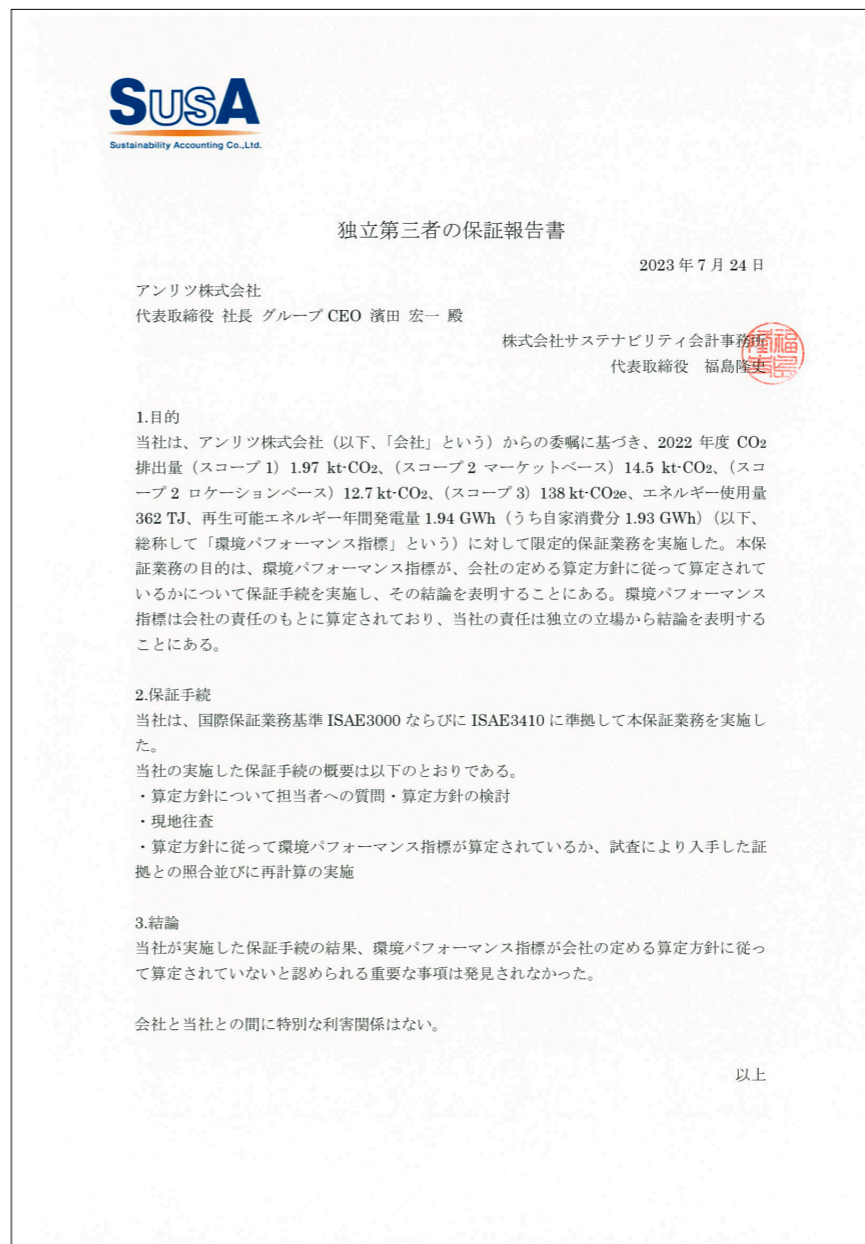 SUSA
Sustainability Accounting Co.,Ltd.
独立第三者の保証報告書
2023 年 7 月 24 日
アンリツ株式会社
代表取締役 社長 グループ CEO 濱田 宏一 殿
株式会社サステナビリティ会計事務所
代表取締役 福島隆史
1.目的
当社は、アンリツ株式会社（以下、「会社」という）からの委嘱に基づき、2022 年度 CO2
排出量（スコープ 1）1.97 kt-CO2、（スコープ 2 マーケットベース）14.5 kt-CO2、（スコ
ープ 2 ロケーションベース）12.7 kt-CO2、（スコープ 3）138 kt-CO2e、エネルギー使用量
362 TJ、再生可能エネルギー年間発電量 1.94 GWh（うち自家消費分 1.93 GWh）（以下、
総称して「環境パフォーマンス指標」という）に対して限定的保証業務を実施した。本保
証業務の目的は、環境パフォーマンス指標が、会社の定める算定方針に従って算定されて
いるかについて保証手続を実施し、その結論を表明することにある。環境パフォーマンス
指標は会社の責任のもとに算定されており、当社の責任は独立の立場から結論を表明する
ことにある。
2.保証手続
当社は、国際保証業務基準 ISAE3000 ならびに ISAE3410 に準拠して本保証業務を実施し
た。
当社の実施した保証手続の概要は以下のとおりである。
・算定方針について担当者への質問・算定方針の検討
・現地往査
・算定方針に従って環境パフォーマンス指標が算定されているか、試査により入手した証
拠との照合並びに再計算の実施
3.結論
当社が実施した保証手続の結果、環境パフォーマンス指標が会社の定める算定方針に従っ
て算定されていないと認められる重要な事項は発見されなかった。
会社と当社との間に特別な利害関係はない。
以上